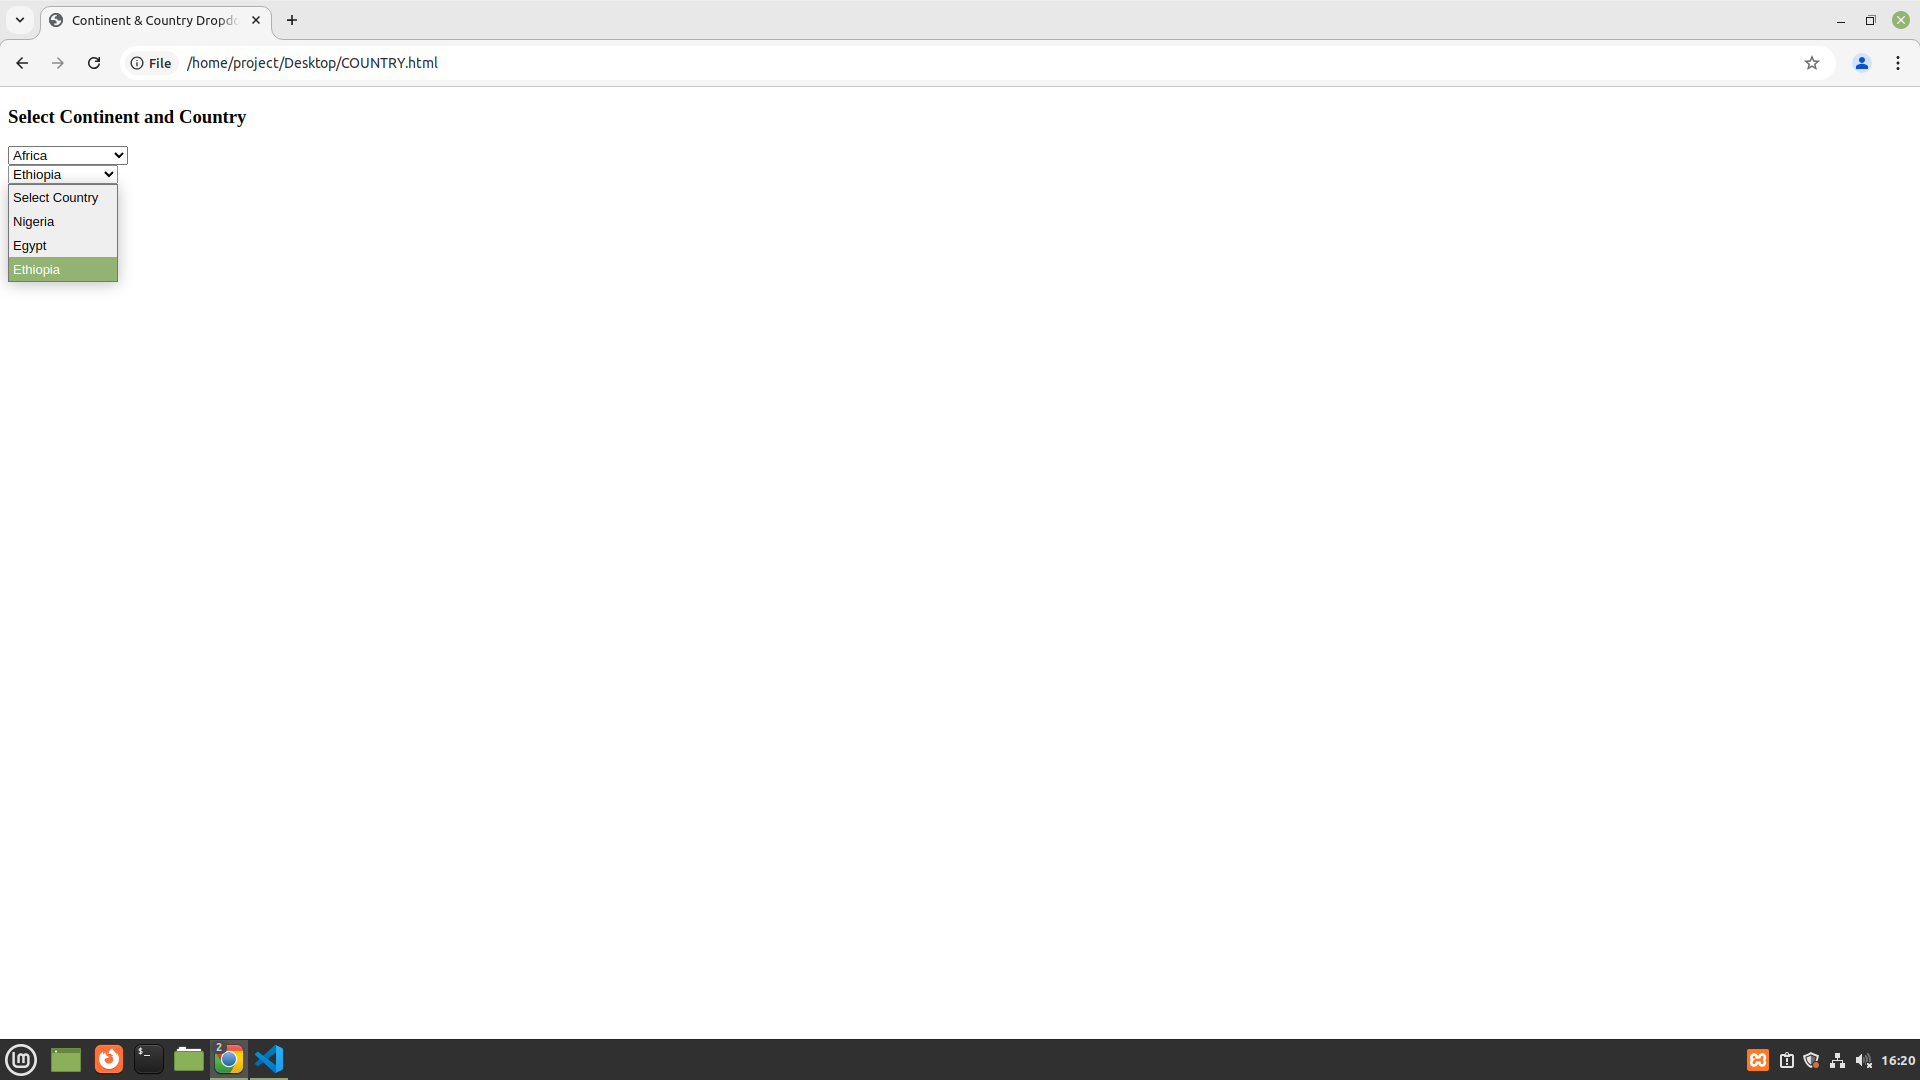 Continent & Country Dropd
File
/home/project/Desktop/COUNTRY.html
Select Continent and Country
Africa
Ethiopia
Select Country
Nigeria
Egypt
Ethiopia
$_
2
16:20